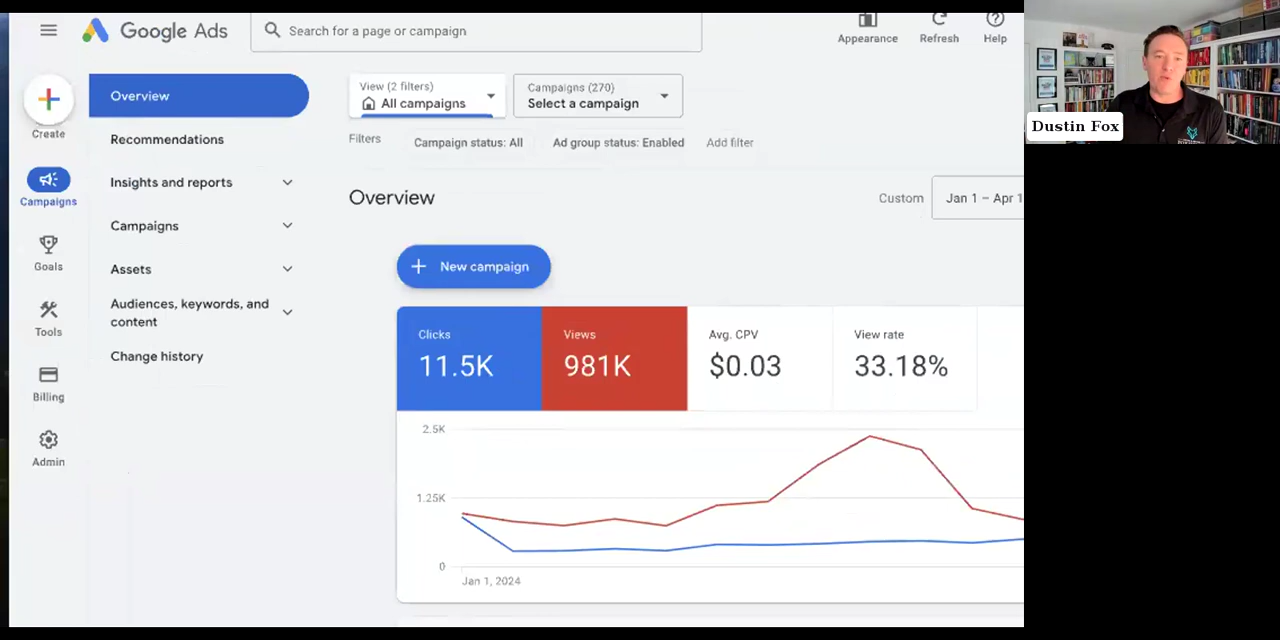 Google Ads
Search for a page or campaign
Appearance
Refresh
Help
Create
Campaigns
Goals
Tools
Billing
Admin
Overview
Recommendations
Insights and reports
Campaigns
Assets
Audiences, keywords, and
content
Change history
View (2 filters)
All campaigns
Campaigns (270)
Select a campaign
Filters
Campaign status: All
Ad group status: Enabled
Add filter
Overview
Custom
Jan 1 – Apr 1
New campaign
Clicks
11.5K
Views
981K
Avg. CPV
$0.03
View rate
33.18%
2.5K
1.25K
0
Jan 1, 2024
Dustin Fox